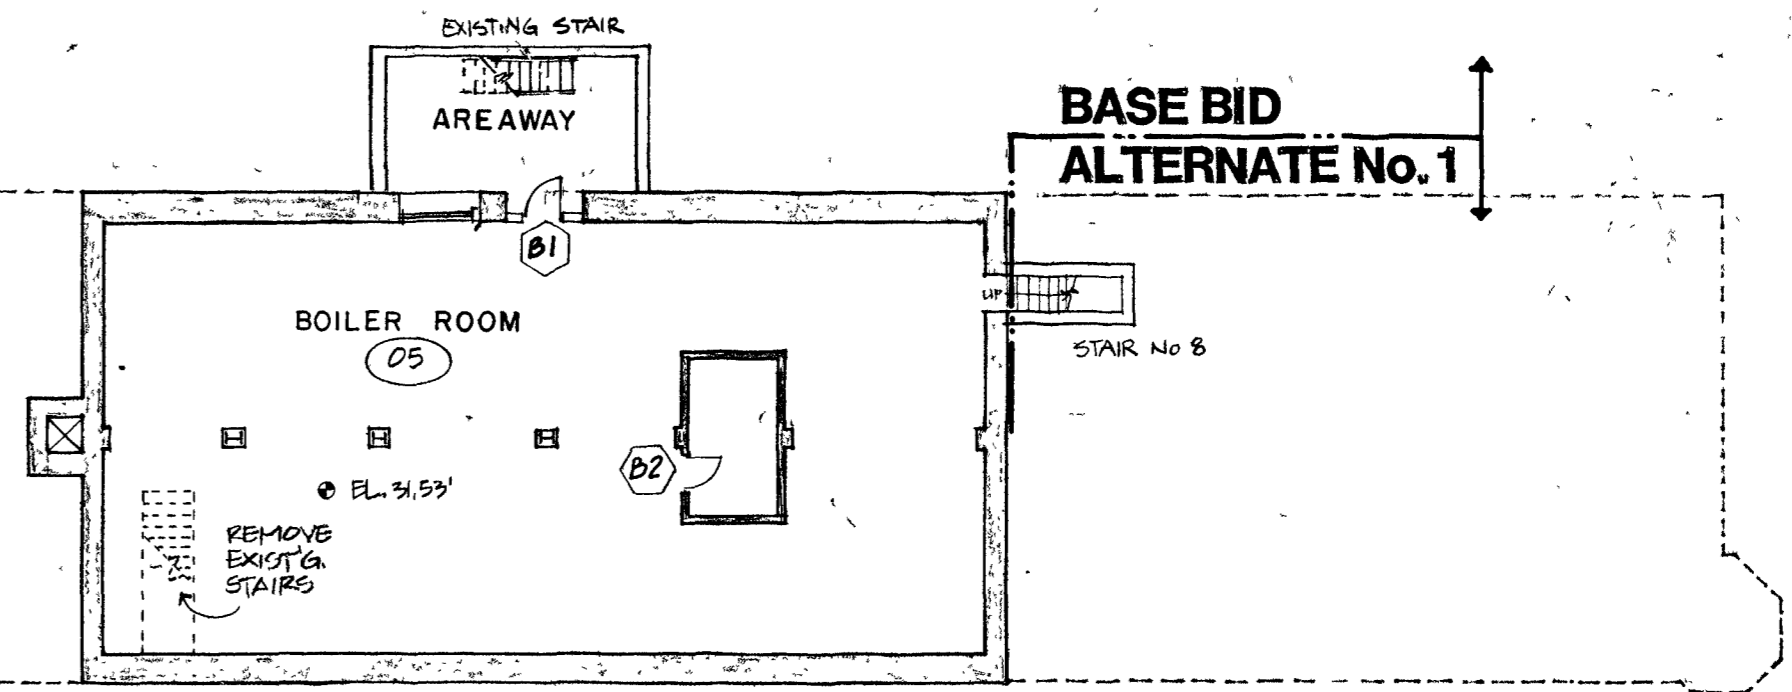 EXISTING STAIR
AREAWAY
BASE BID
ALTERNATE No. 1
B1
UP
STAIR No 8
BOILER ROOM
05
B2
EL. 31.53'
REMOVE
EXIST'G.
STAIRS